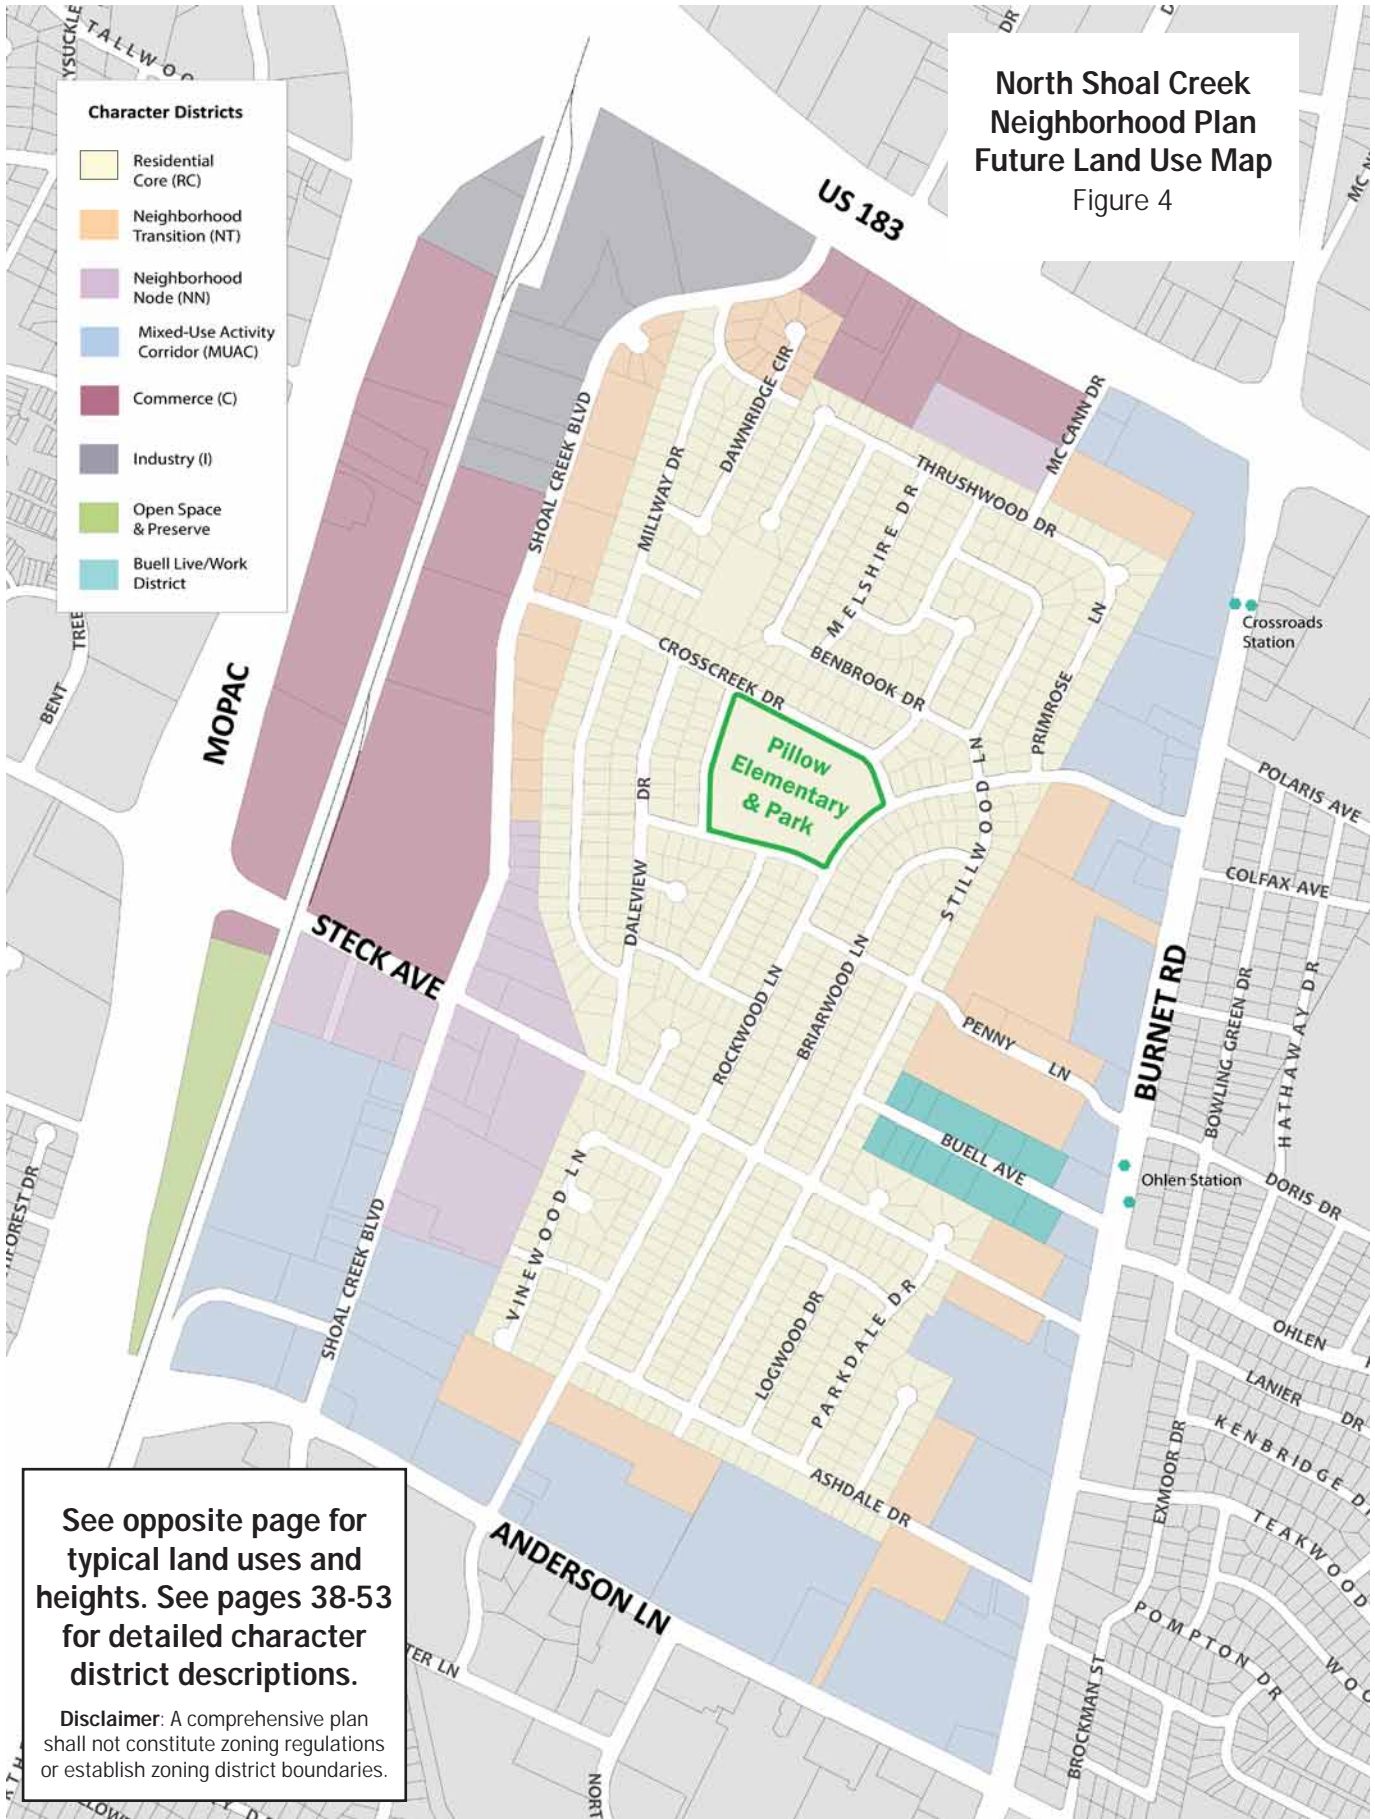 North Shoal Creek
Neighborhood Plan
Future Land Use Map
Figure 4
Character Districts
Residential
Core (RC)
Neighborhood
Transition (NT)
Neighborhood
Node (NN)
Mixed-Use Activity
Corridor (MUAC)
Commerce (C)
Industry (I)
Open Space
& Preserve
Buell Live/Work
District
US 183
MOPAC
STECK AVE
BURNET RD
ANDERSON LN
SHOAL CREEK BLVD
MILLWAY DR
DAWNRIDGE CIR
MC CANN DR
THRUSHWOOD DR
MELSHIRE DR
BENBROOK DR
CROSSCREEK DR
PRIMROSE LN
STILLWOOD LN
Pillow
Elementary
& Park
DALEVIEW DR
ROCKWOOD LN
BRIARWOOD LN
PENNY LN
BUELL AVE
VINEWOOD LN
SHOAL CREEK BLVD
LOGWOOD DR
PARKDALE DR
ASHDALE DR
Crossroads
Station
Ohlen Station
POLARIS AVE
COLFAX AVE
BOWLING GREEN DR
HATHAWAY DR
DORIS DR
OHLEN
LANIER DR
KENBRIDGE
TEAKWOOD
EXMOOR DR
POMPTON DR
BROCKMAN ST
BENT TREE
DR
TER LN
NORT
See opposite page for
typical land uses and
heights. See pages 38-53
for detailed character
district descriptions.
Disclaimer: A comprehensive plan
shall not constitute zoning regulations
or establish zoning district boundaries.